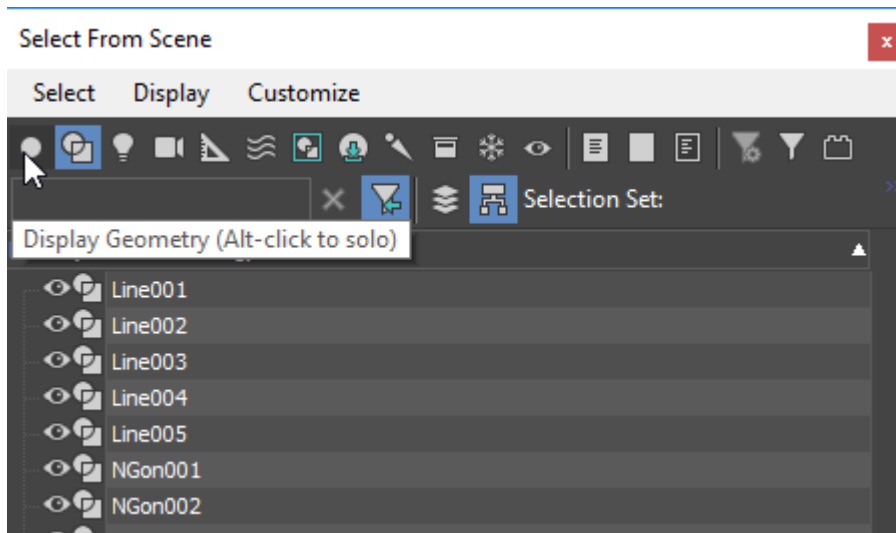 Select From Scene
x
Select Display Customize
Selection Set:
Display Geometry (Alt-click to solo)
Line001
Line002
Line003
Line004
Line005
NGon001
NGon002